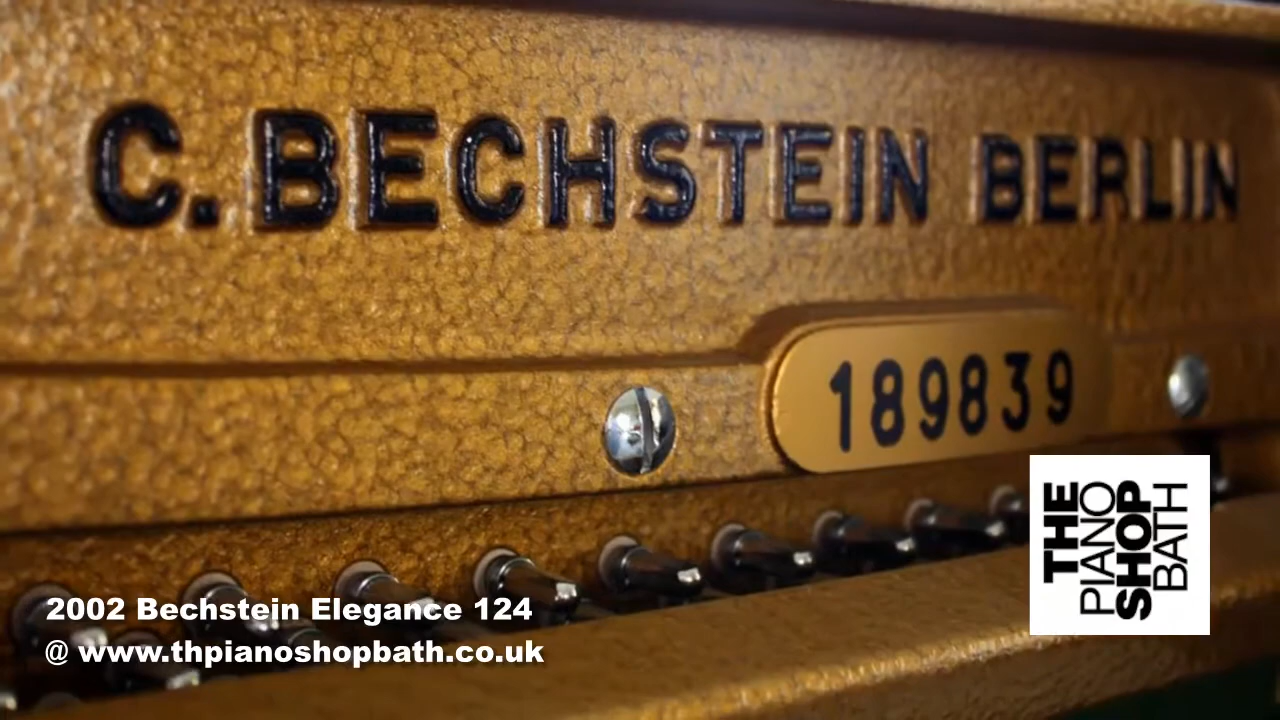 C. BECHSTEIN BERLIN
189839
2002 Bechstein Elegance 124
@ www.thpianoshopbath.co.uk
THE
PIANO
SHOP
BATH